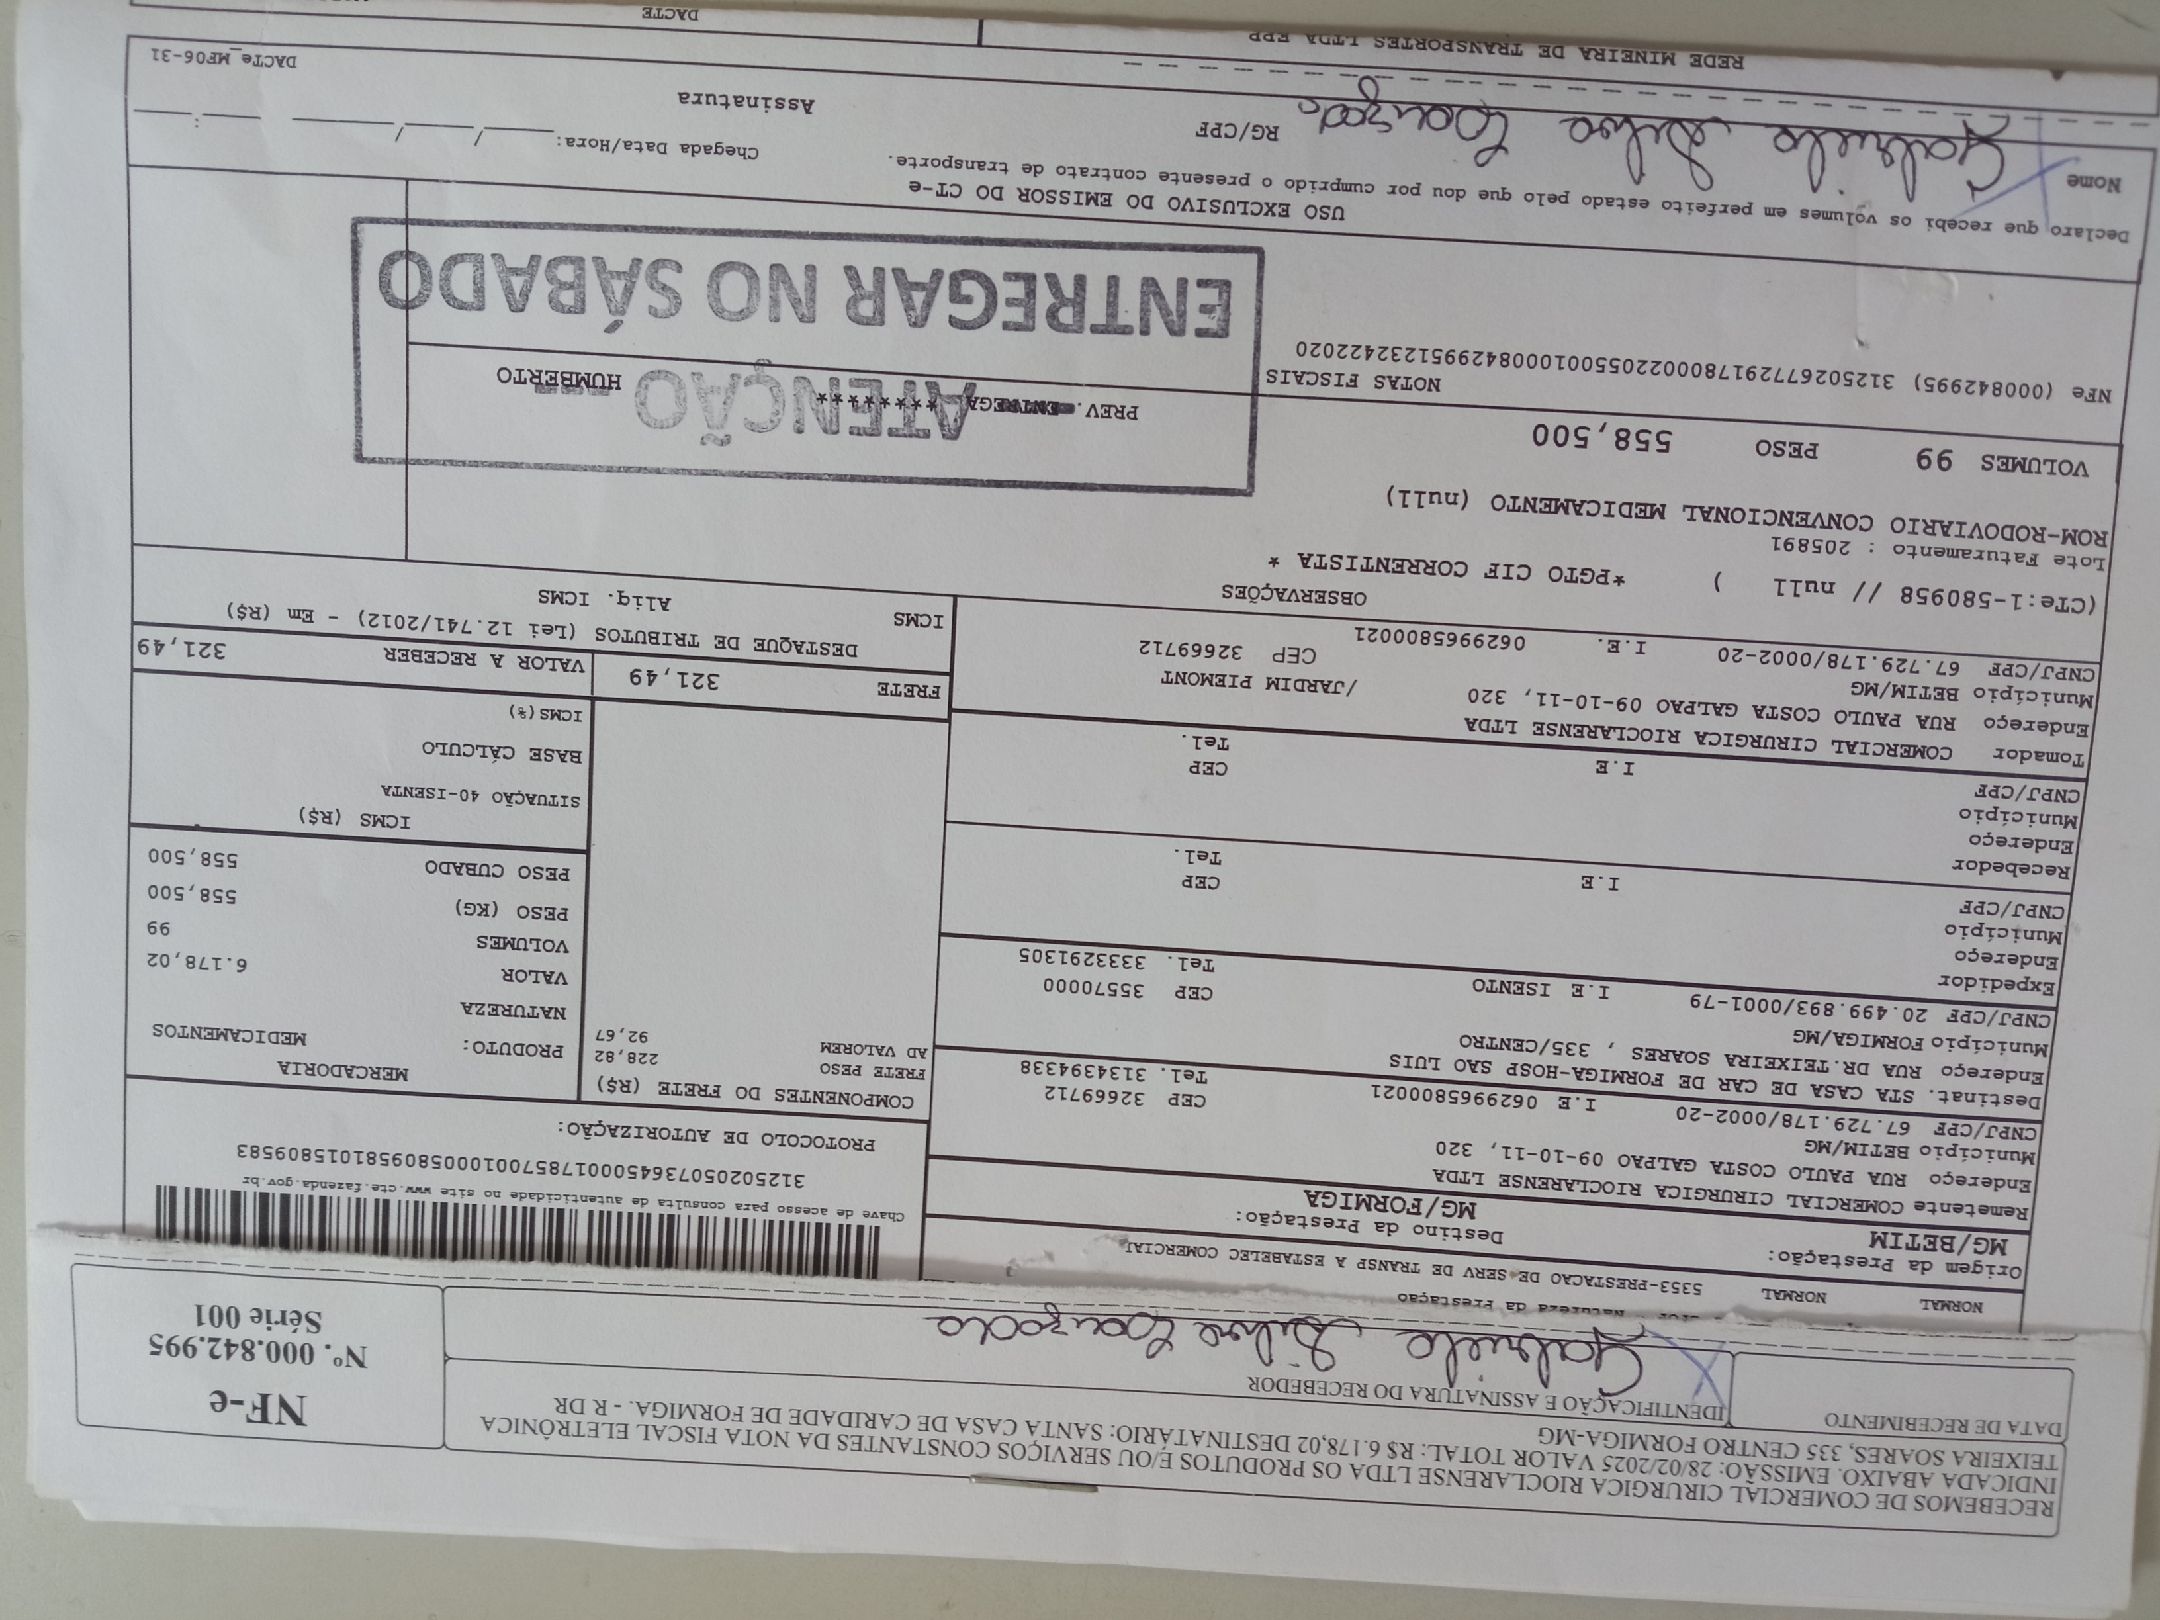 RECEBEMOS DE COMERCIAL CIRURGICA RIOCLARENSE LTDA OS PRODUTOS E/OU SERVIÇOS CONSTANTES DA NOTA FISCAL ELETRÔNICA
INDICADA ABAIXO. EMISSÃO: 28/02/2025 VALOR TOTAL: R$ 6.178,02 DESTINATÁRIO: SANTA CASA DE CARIDADE DE FORMIGA. - R DR
TEIXEIRA SOARES, 335 CENTRO FORMIGA-MG
NF-e
Nº. 000.842.995
Série 001
DATA DE RECEBIMENTO
IDENTIFICAÇÃO E ASSINATURA DO RECEBEDOR
Gabriela Silva
Natureza da Prestação
NORMAL NORMAL 5353-PRESTACAO DE SERV DE TRANSP A ESTABELEC COMERCIAL
Origem da Prestação:
MG/BETIM
Destino da Prestação:
MG/FORMIGA
Chave de acesso para consulta de autenticidade no site www.cte.fazenda.gov.br
31250205073645000178570010005809581015809583
PROTOCOLO DE AUTORIZAÇÃO:
Remetente COMERCIAL CIRURGICA RIOCLARENSE LTDA
Endereço RUA PAULO COSTA GALPAO 09-10-11, 320
Município BETIM/MG CEP 32669712
CNPJ/CPF 67.729.178/0002-20 I.E 0629965800021 Tel. 3134394338
Destinat. STA CASA DE CAR DE FORMIGA-HOSP SAO LUIS
Endereço RUA DR.TEIXEIRA SOARES , 335/CENTRO
Município FORMIGA/MG CEP 35570000
CNPJ/CPF 20.499.893/0001-79 I.E ISENTO Tel. 3333291305
Expedidor
Endereço
Município CEP
CNPJ/CPF I.E Tel.
Recebedor
Endereço
Município CEP
CNPJ/CPF I.E Tel.
Tomador COMERCIAL CIRURGICA RIOCLARENSE LTDA
Endereço RUA PAULO COSTA GALPAO 09-10-11, 320 /JARDIM PIEMONT
Município BETIM/MG CEP 32669712
CNPJ/CPF 67.729.178/0002-20 I.E. 0629965800021
COMPONENTES DO FRETE (R$)
FRETE PESO 228,82
AD VALOREM 92,67
FRETE 321,49
MERCADORIA
PRODUTO: MEDICAMENTOS
NATUREZA
VALOR 6.178,02
VOLUMES 99
PESO (KG) 558,500
PESO CUBADO 558,500
ICMS (R$)
SITUAÇÃO 40-ISENTA
BASE CÁLCULO
ICMS(%)
VALOR A RECEBER 321,49
DESTAQUE DE TRIBUTOS (Lei 12.741/2012) - Em (R$)
ICMS Alíq. ICMS
OBSERVAÇÕES
(CTe:1-580958 // null ) *PGTO CIF CORRENTISTA *
Lote Faturamento : 205891
ROM-RODOVIARIO CONVENCIONAL MEDICAMENTO (null)
VOLUMES 99 PESO 558,500
PREV. ENTREGA ******** HUMBERTO
ATENÇÃO
ENTREGAR NO SÁBADO
NOTAS FISCAIS
NFe (000842995) 31250267729178000220550010008429951232422020
USO EXCLUSIVO DO EMISSOR DO CT-e
Declaro que recebi os volumes em perfeito estado pelo que dou por cumprido o presente contrato de transporte.
Nome Gabriela Silva
RG/CPF
Chegada Data/Hora: / / :
Assinatura
DACTe_MF06-31
REDE MINEIRA DE TRANSPORTES LTDA EPP
DACTE